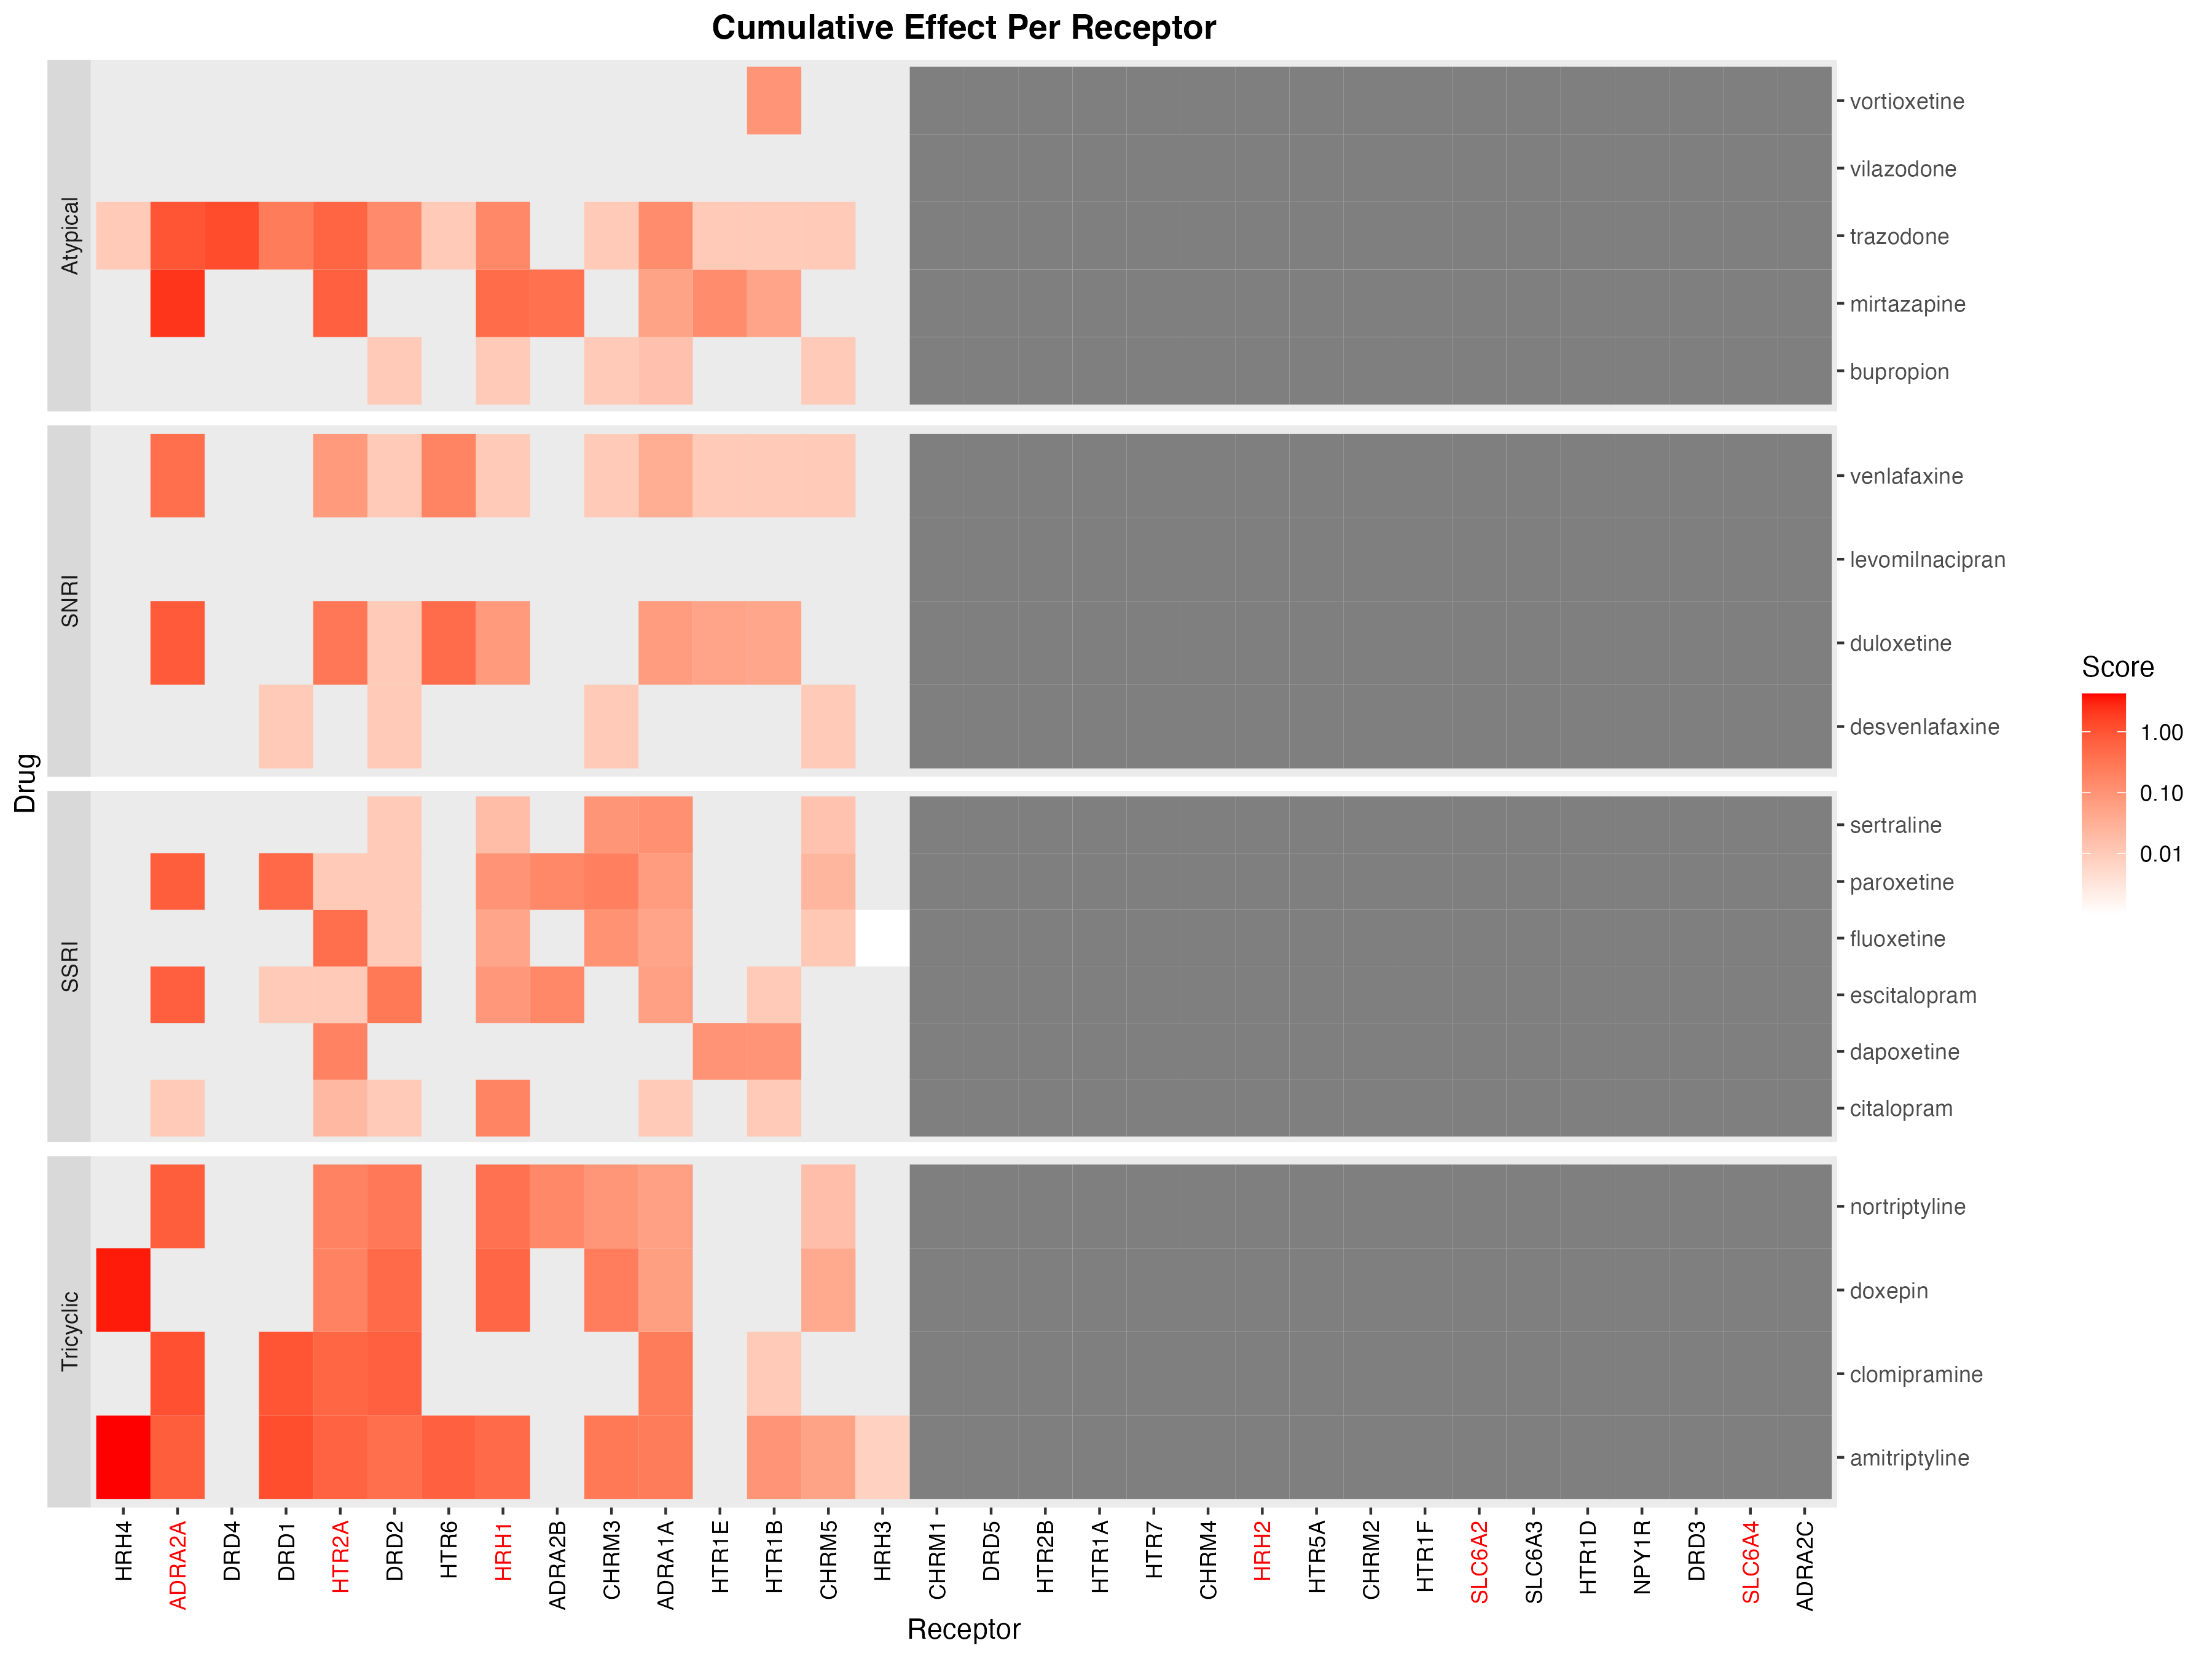 Cumulative Effect Per Receptor
Drug
Atypical
vortioxetine
vilazodone
trazodone
mirtazapine
bupropion
SNRI
venlafaxine
levomilnacipran
duloxetine
desvenlafaxine
SSRI
sertraline
paroxetine
fluoxetine
escitalopram
dapoxetine
citalopram
Tricyclic
nortriptyline
doxepin
clomipramine
amitriptyline
HRH4
ADRA2A
DRD4
DRD1
HTR2A
DRD2
HTR6
HRH1
ADRA2B
CHRM3
ADRA1A
HTR1E
HTR1B
CHRM5
HRH3
CHRM1
DRD5
HTR2B
HTR1A
HTR7
CHRM4
HRH2
HTR5A
CHRM2
HTR1F
SLC6A2
SLC6A3
HTR1D
NPY1R
DRD3
SLC6A4
ADRA2C
Receptor
Score
1.00
0.10
0.01